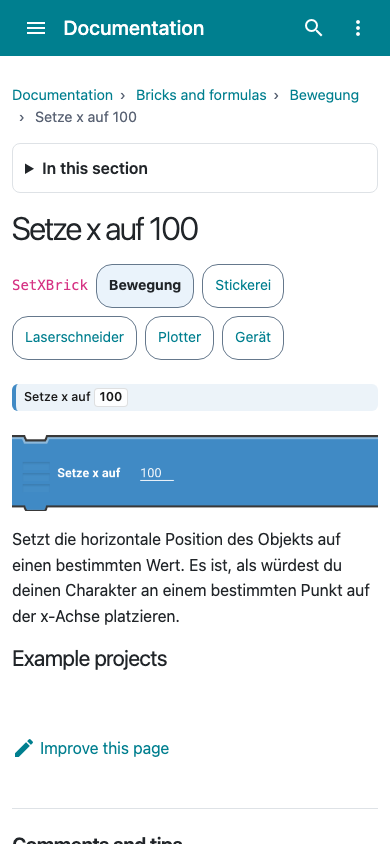 Documentation
Documentation › Bricks and formulas › Bewegung
› Setze x auf 100
In this section
Setze x auf 100
SetXBrick Bewegung Stickerei
Laserschneider Plotter Gerät
Setze x auf 100
Setze x auf 100
Setzt die horizontale Position des Objekts auf
einen bestimmten Wert. Es ist, als würdest du
deinen Charakter an einem bestimmten Punkt auf
der x-Achse platzieren.
Example projects
Improve this page
Comments and tips